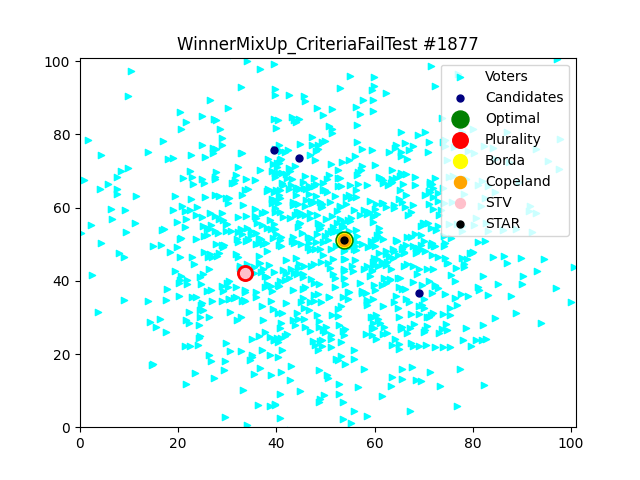 WinnerMixUp_CriteriaFailTest #1877
100
80
60
40
20
0
0 20 40 60 80 100
Voters
Candidates
Optimal
Plurality
Borda
Copeland
STV
STAR